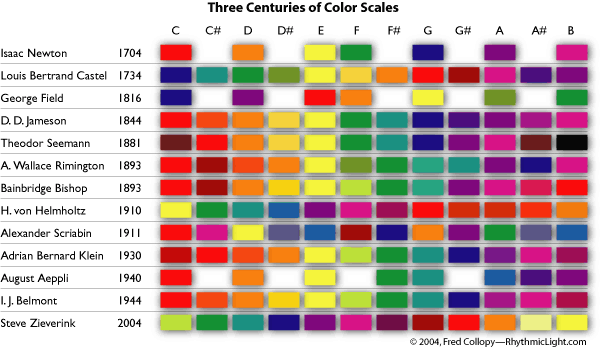 Three Centuries of Color Scales
C C# D D# E F F# G G# A A# B
Isaac Newton 1704
Louis Bertrand Castel 1734
George Field 1816
D. D. Jameson 1844
Theodor Seemann 1881
A. Wallace Rimington 1893
Bainbridge Bishop 1893
H. von Helmholtz 1910
Alexander Scriabin 1911
Adrian Bernard Klein 1930
August Aeppli 1940
I. J. Belmont 1944
Steve Zieverink 2004
© 2004, Fred Collopy—RhythmicLight.com